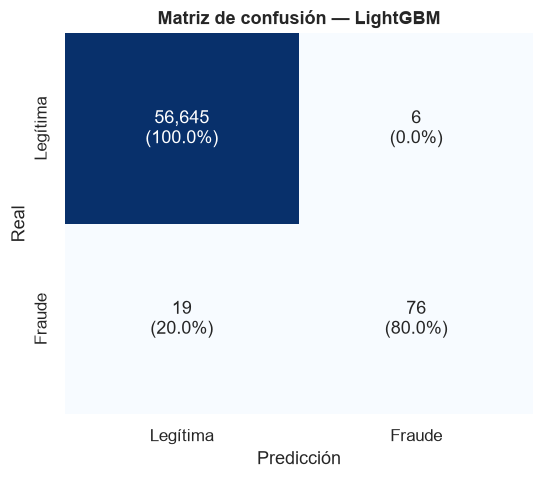 Matriz de confusión — LightGBM
Real
Legítima
56,645
(100.0%)
6
(0.0%)
Fraude
19
(20.0%)
76
(80.0%)
Legítima
Fraude
Predicción